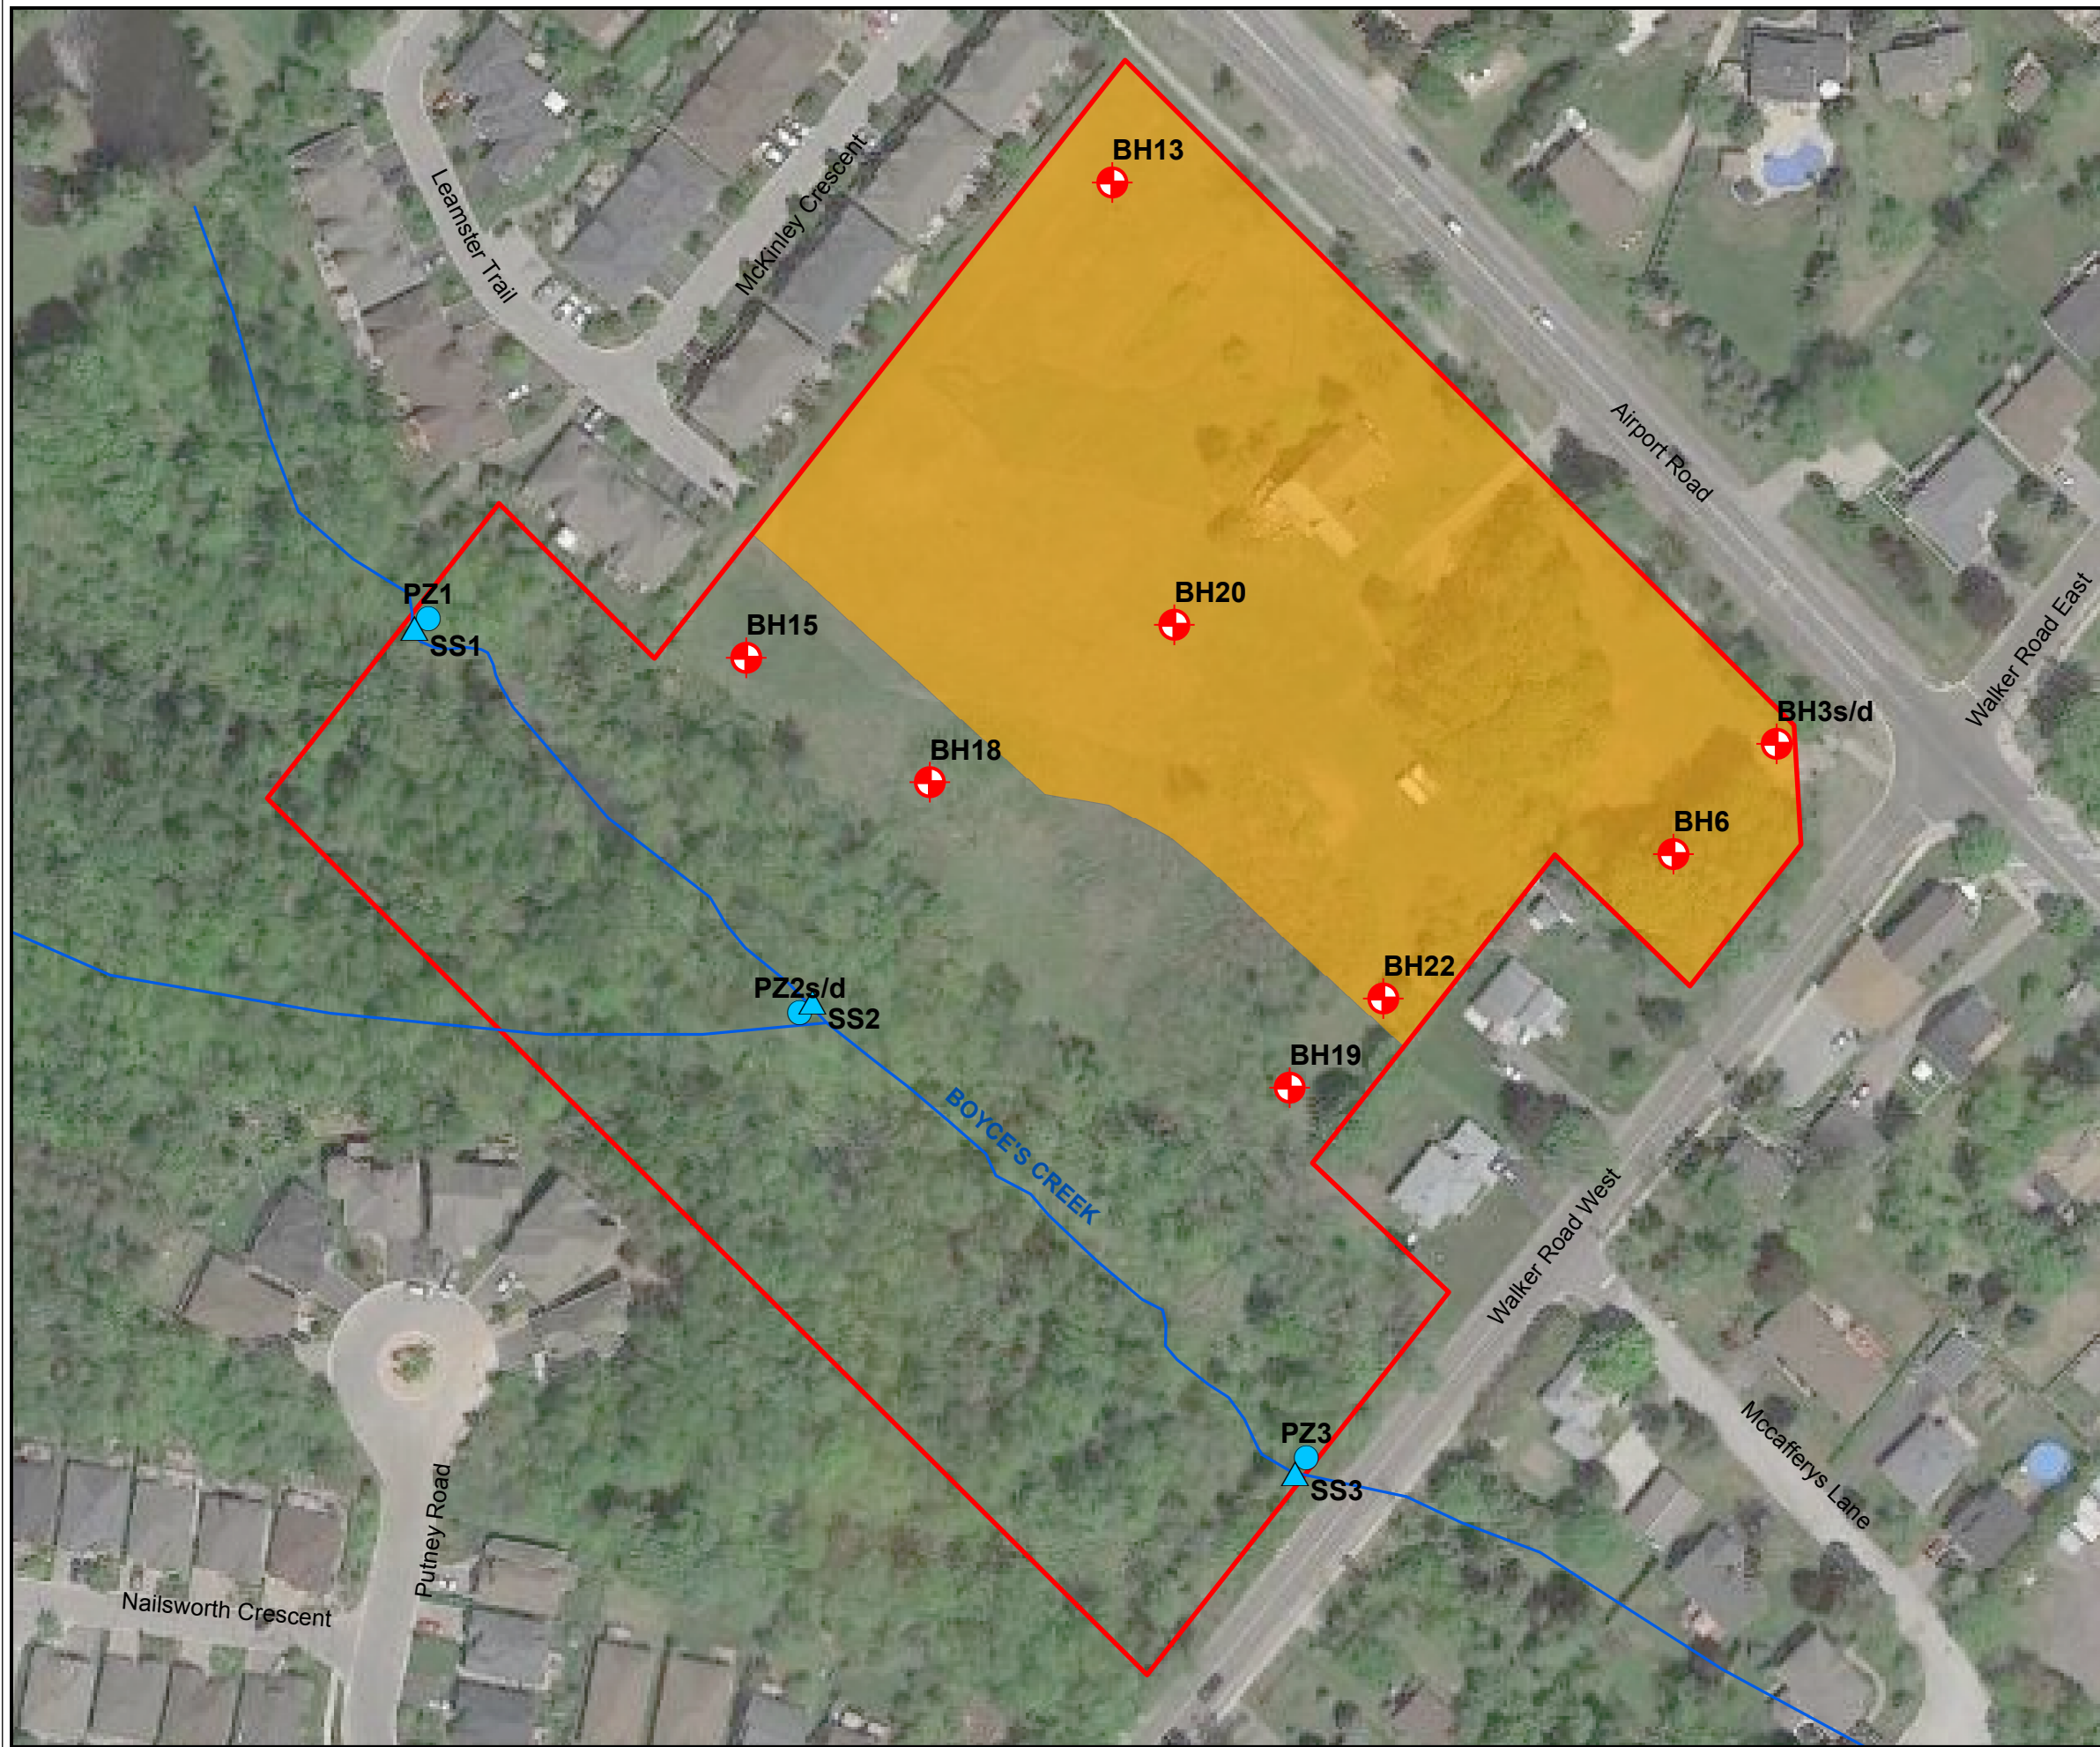 BH13
Leamster Trail
McKinley Crescent
Airport Road
PZ1
SS1
BH15
BH20
Walker Road East
BH3s/d
BH18
BH6
BH22
PZ2s/d
SS2
BH19
BOYCE'S CREEK
Walker Road West
PZ3
SS3
Mccafferys Lane
Putney Road
Nailsworth Crescent